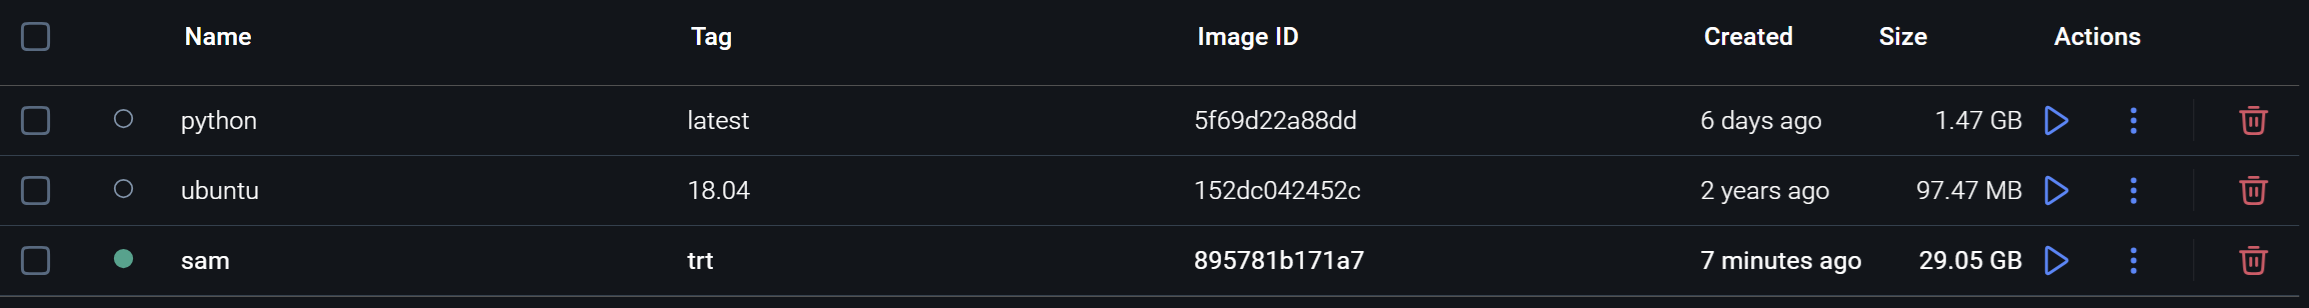 Name Tag Image ID Created Size Actions
python latest 5f69d22a88dd 6 days ago 1.47 GB
ubuntu 18.04 152dc042452c 2 years ago 97.47 MB
sam trt 895781b171a7 7 minutes ago 29.05 GB